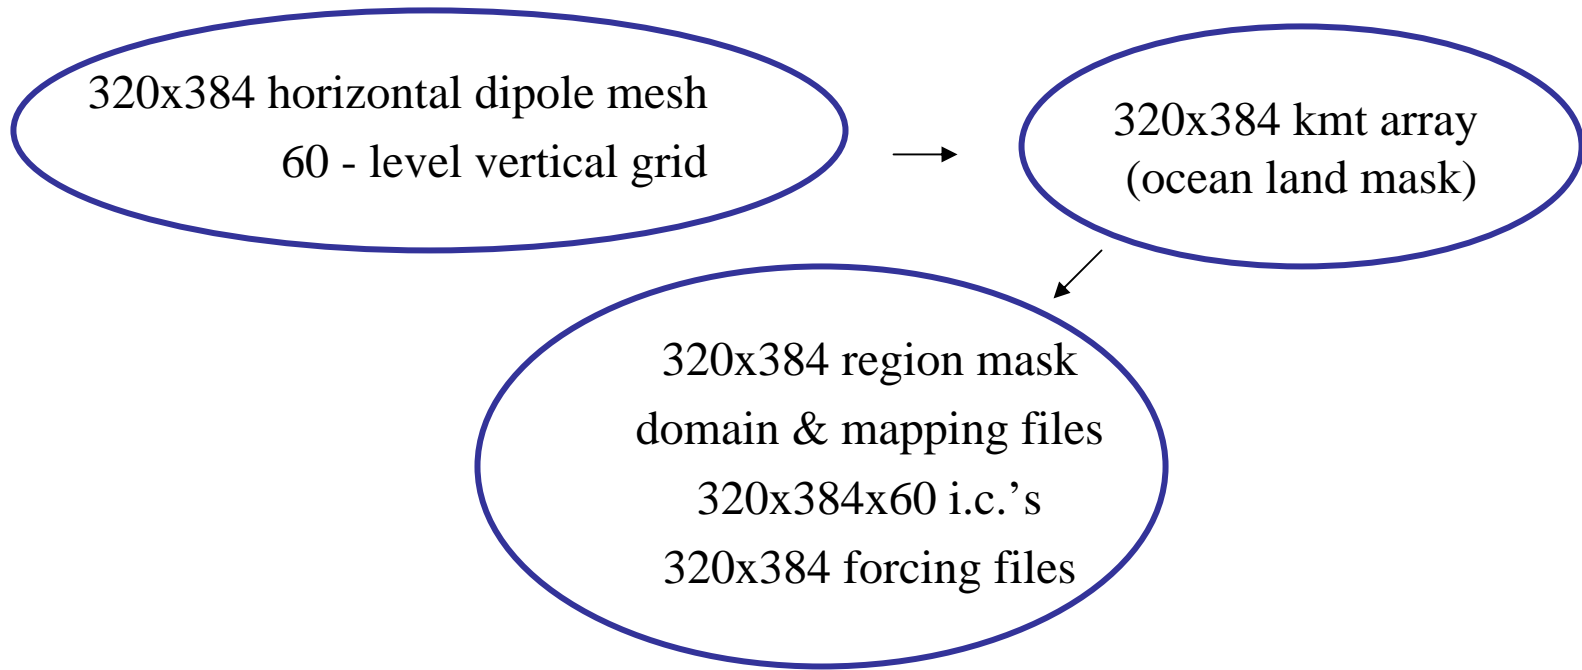 320x384 horizontal dipole mesh
60 - level vertical grid
320x384 kmt array
(ocean land mask)
320x384 region mask
domain & mapping files
320x384x60 i.c.’s
320x384 forcing files